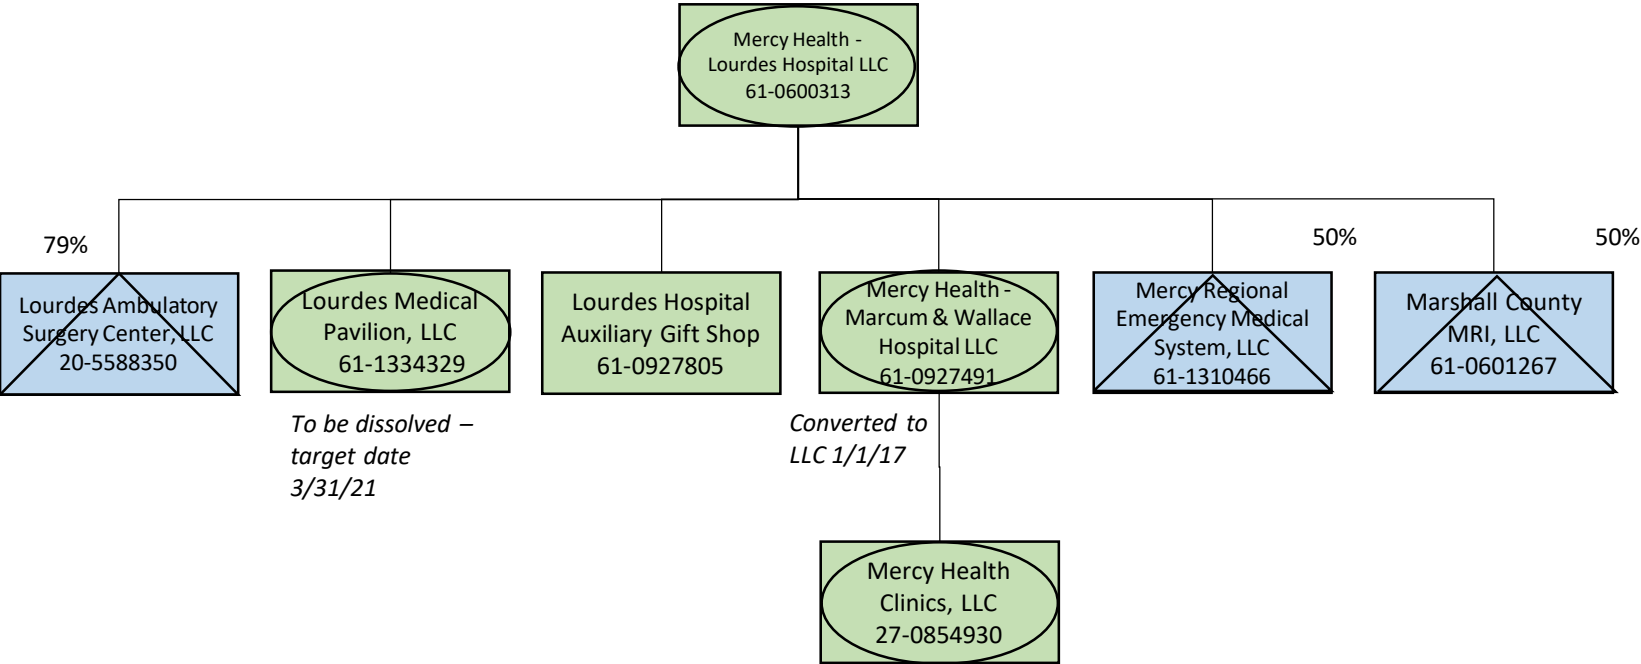 Mercy Health -
Lourdes Hospital LLC
61-0600313
79%
50%
50%
Lourdes Ambulatory
Surgery Center, LLC
20-5588350
Lourdes Medical
Pavilion, LLC
61-1334329
To be dissolved –
target date
3/31/21
Lourdes Hospital
Auxiliary Gift Shop
61-0927805
Mercy Health -
Marcum & Wallace
Hospital LLC
61-0927491
Converted to
LLC 1/1/17
Mercy Regional
Emergency Medical
System, LLC
61-1310466
Marshall County
MRI, LLC
61-0601267
Mercy Health
Clinics, LLC
27-0854930